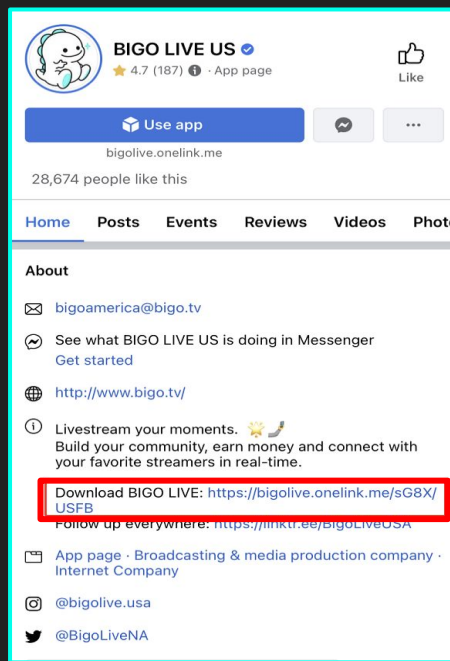 BIGO LIVE US
4.7 (187) · App page
Like
Use app
bigolive.onelink.me
28,674 people like this
Home Posts Events Reviews Videos Phot
About
bigoamerica@bigo.tv
See what BIGO LIVE US is doing in Messenger
Get started
http://www.bigo.tv/
Livestream your moments. 🌟🤳
Build your community, earn money and connect with
your favorite streamers in real-time.
Download BIGO LIVE: https://bigolive.onelink.me/sG8X/
USFB
Follow up everywhere: https://linktr.ee/BigoLiveUSA
App page · Broadcasting & media production company ·
Internet Company
@bigolive.usa
@BigoLiveNA